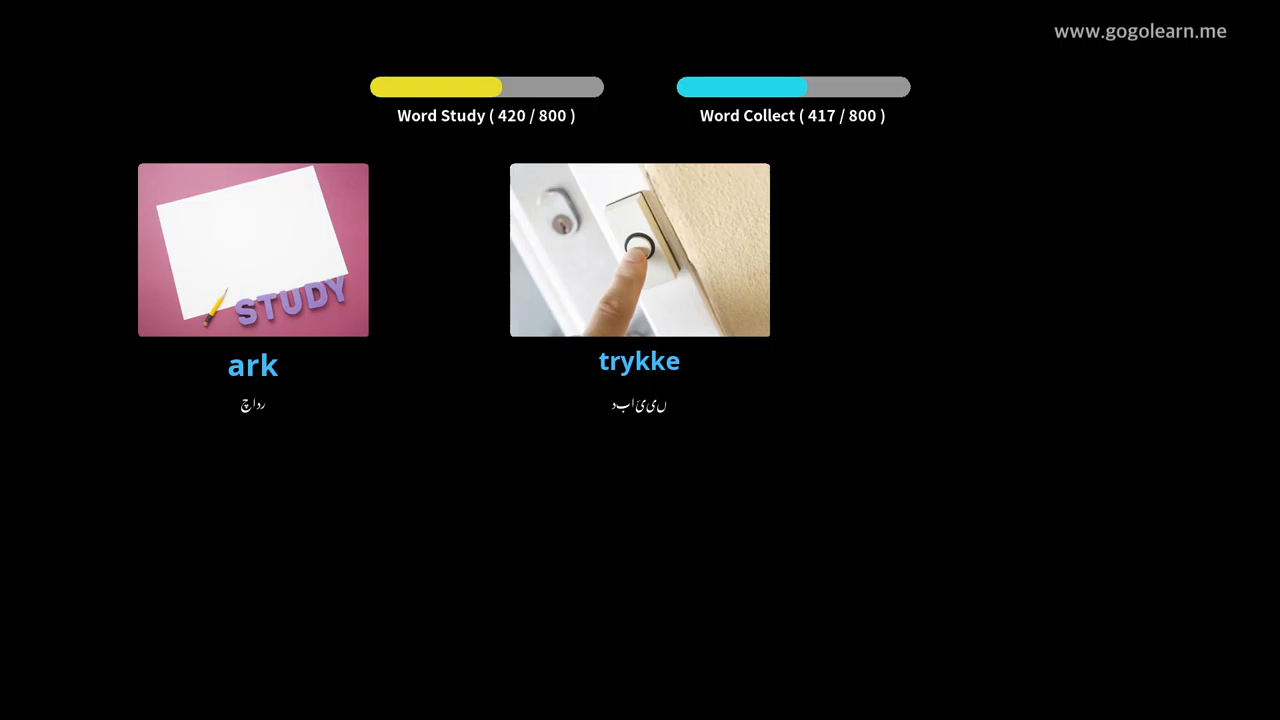 www.gogolearn.me
Word Study ( 420 / 800 )
Word Collect ( 417 / 800 )
STUDY
ark
trykke
رداچ
ںیئابد